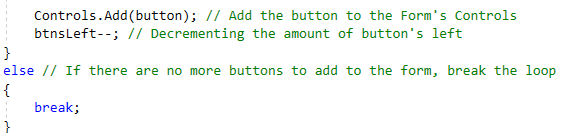 Controls.Add(button); // Add the button to the Form's Controls
btnsLeft--; // Decrementing the amount of button's left
}
else // If there are no more buttons to add to the form, break the loop
{
break;
}